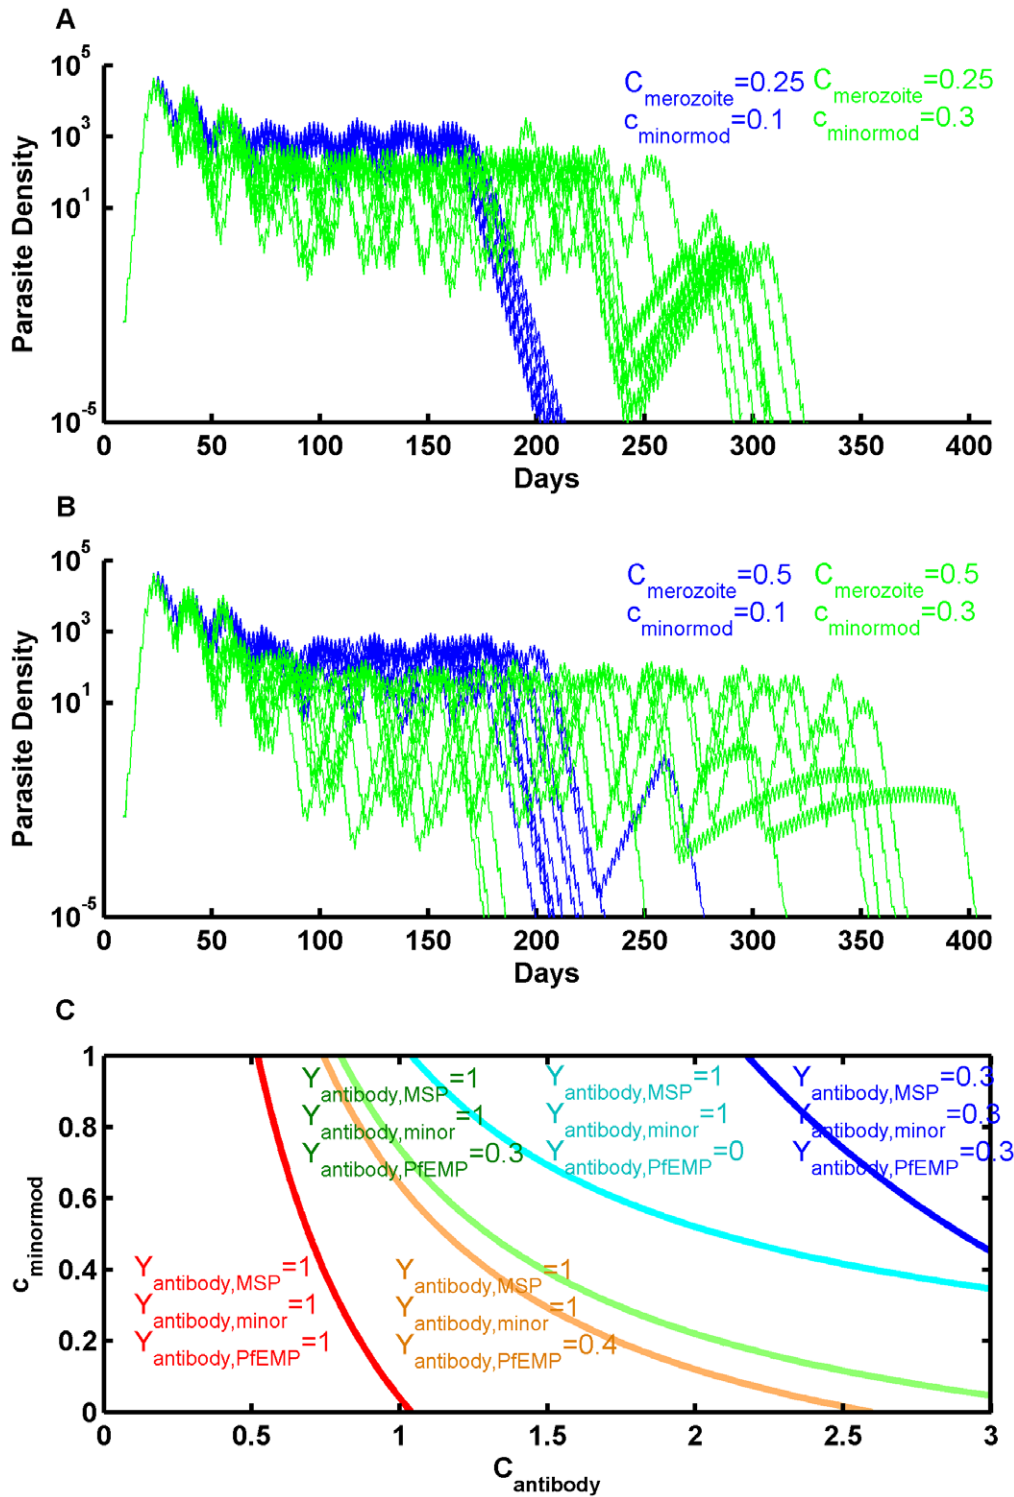 A
10^5
10^3
10^1
10^-5
Parasite Density
C_merozoite=0.25 C_merozoite=0.25
c_minormod=0.1 c_minormod=0.3
0 50 100 150 200 250 300 350 400
Days
B
10^5
10^3
10^1
10^-5
Parasite Density
C_merozoite=0.5 C_merozoite=0.5
c_minormod=0.1 c_minormod=0.3
0 50 100 150 200 250 300 350 400
Days
C
1
0.8
0.6
0.4
0.2
0
c_minormod
Y_antibody,MSP=1 Y_antibody,MSP=1 Y_antibody,MSP=0.3
Y_antibody,minor=1 Y_antibody,minor=1 Y_antibody,minor=0.3
Y_antibody,PfEMP=0.3 Y_antibody,PfEMP=0 Y_antibody,PfEMP=0.3
Y_antibody,MSP=1 Y_antibody,MSP=1
Y_antibody,minor=1 Y_antibody,minor=1
Y_antibody,PfEMP=1 Y_antibody,PfEMP=0.4
0 0.5 1 1.5 2 2.5 3
C_antibody